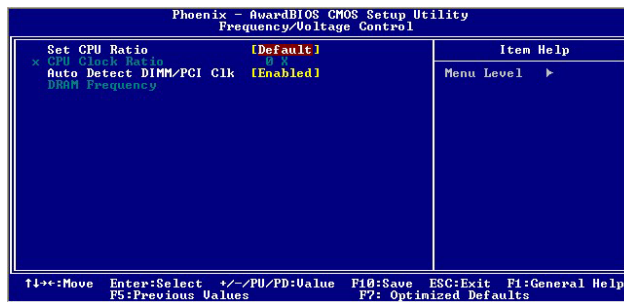 Phoenix - AwardBIOS CMOS Setup Utility
Frequency/Voltage Control
Set CPU Ratio [Default]
x CPU Clock Ratio 0 X
Auto Detect DIMM/PCI Clk [Enabled]
DRAM Frequency
Item Help
Menu Level ►
↑↓→←:Move Enter:Select +/-/PU/PD:Value F10:Save ESC:Exit F1:General Help
F5:Previous Values F7: Optimized Defaults